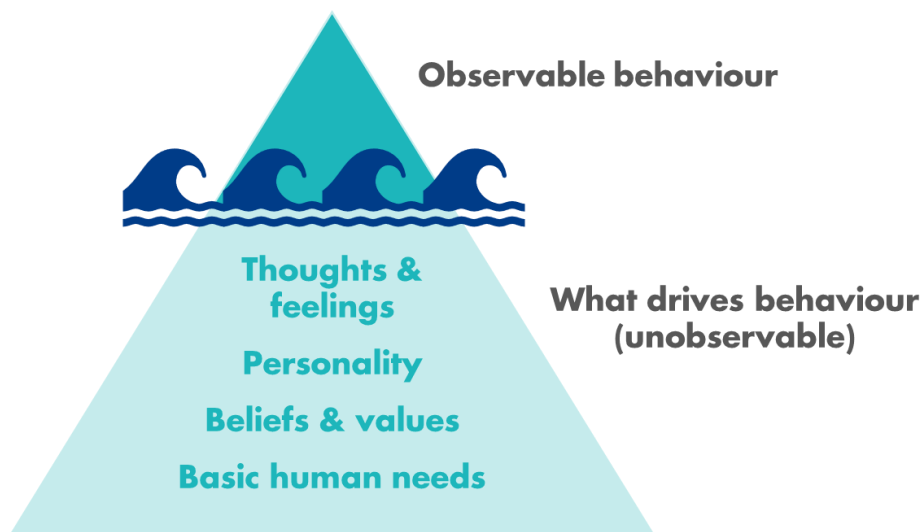 Observable behaviour
Thoughts &
feelings
What drives behaviour
(unobservable)
Personality
Beliefs & values
Basic human needs